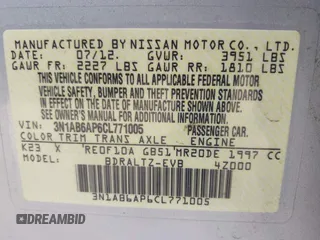 MANUFACTURED BY NISSAN MOTOR CO., LTD.
DATE: 07/12. GVWR: 3951 LBS
GAWR FR: 2227 LBS GAWR RR: 1810 LBS
THIS VEHICLE CONFORMS TO ALL APPLICABLE FEDERAL MOTOR
VEHICLE SAFETY, BUMPER AND THEFT PREVENTION STANDARDS
IN EFFECT ON THE DATE OF MANUFACTURE SHOWN ABOVE.
SEE OWNER'S MANUAL FOR ADDITIONAL INFORMATION.
VIN: 3N1AB6AP6CL771005 PASSENGER CAR.
COLOR TRIM TRANS AXLE ENGINE
K23 X RE0F10A GB51 MR20DE 1997 CC
MODEL: BDRALTZ-EVB 4Z000
3N1AB6AP6CL771005